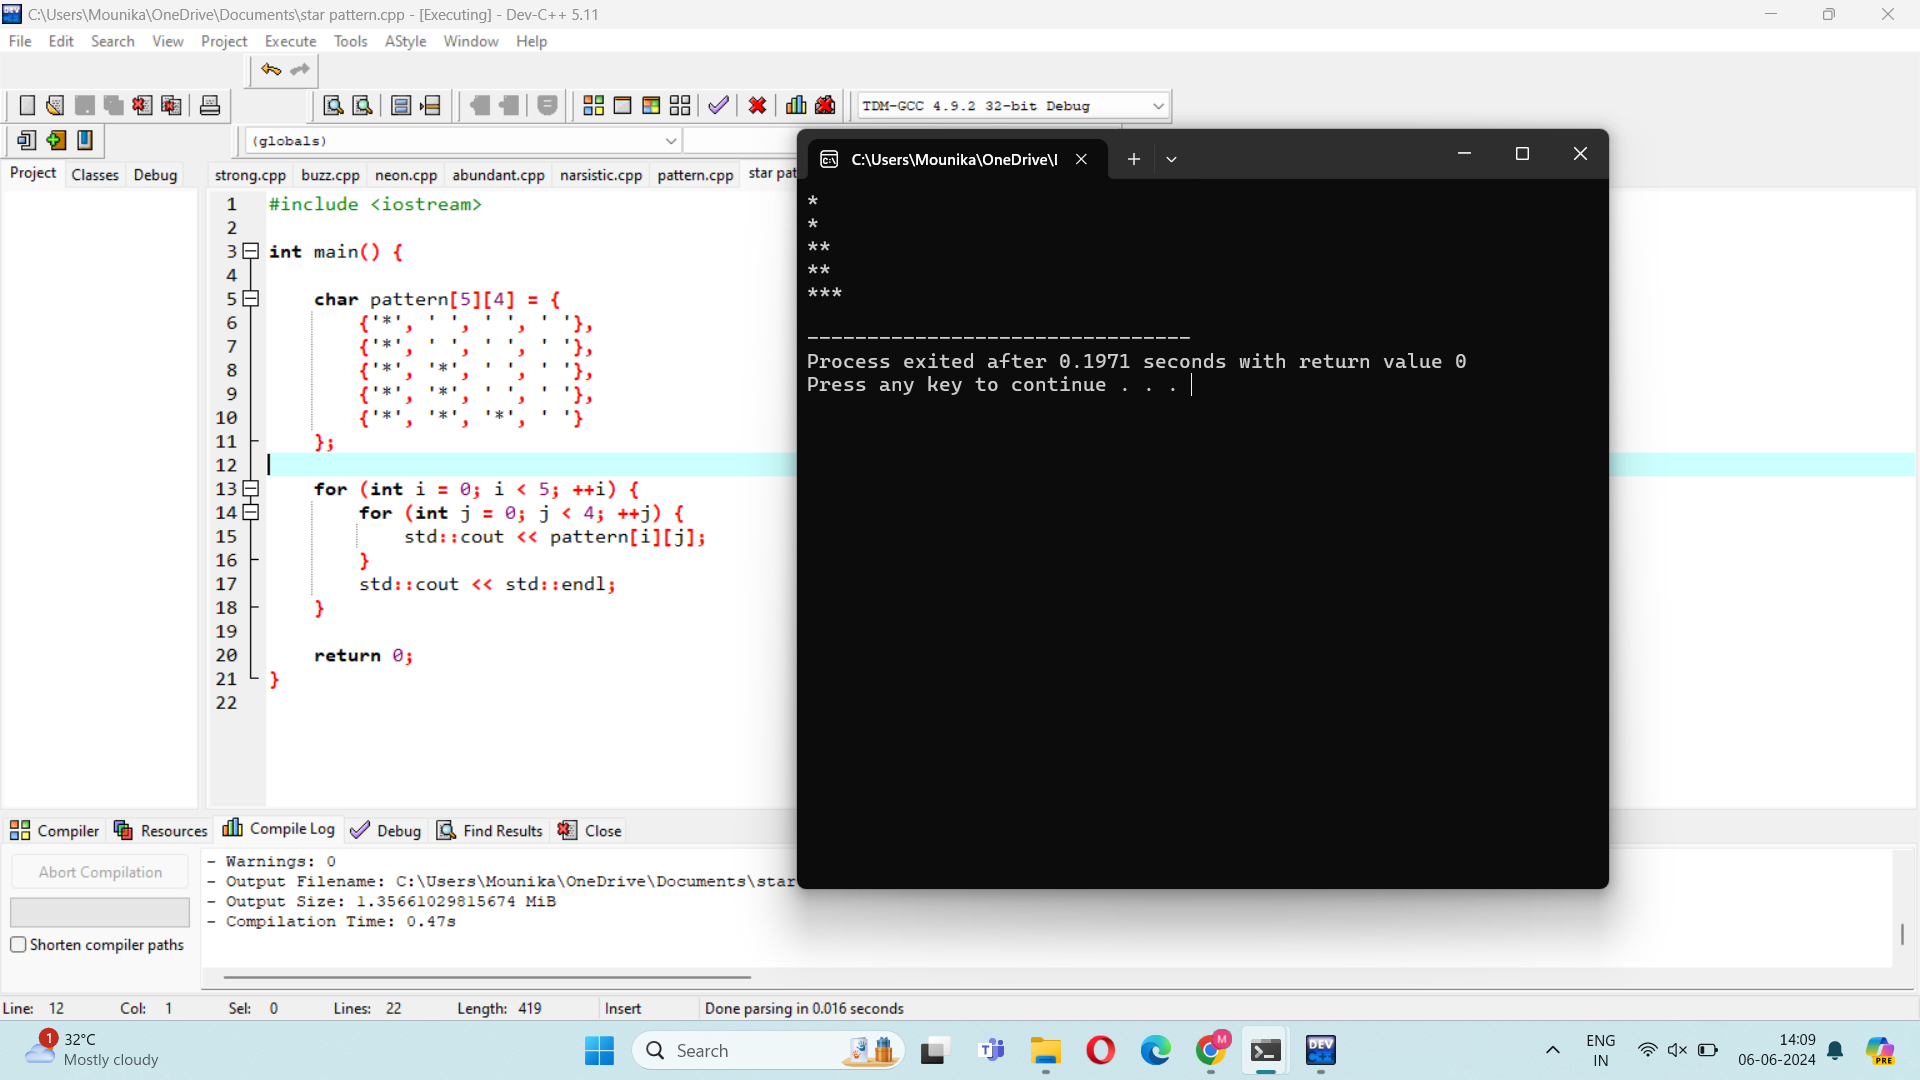 C:\Users\Mounika\OneDrive\Documents\star pattern.cpp - [Executing] - Dev-C++ 5.11
File Edit Search View Project Execute Tools AStyle Window Help
TDM-GCC 4.9.2 32-bit Debug
(globals)
Project Classes Debug
strong.cpp buzz.cpp neon.cpp abundant.cpp narsistic.cpp pattern.cpp star pat
1 #include <iostream>
2
3 int main() {
4
5 char pattern[5][4] = {
6 {'*', ' ', ' ', ' '},
7 {'*', ' ', ' ', ' '},
8 {'*', '*', ' ', ' '},
9 {'*', '*', ' ', ' '},
10 {'*', '*', '*', ' '}
11 };
12
13 for (int i = 0; i < 5; ++i) {
14 for (int j = 0; j < 4; ++j) {
15 std::cout << pattern[i][j];
16 }
17 std::cout << std::endl;
18 }
19
20 return 0;
21 }
22
C:\Users\Mounika\OneDrive\I
*
*
**
**
***
--------------------------------
Process exited after 0.1971 seconds with return value 0
Press any key to continue . . .
Compiler Resources Compile Log Debug Find Results Close
Abort Compilation
Shorten compiler paths
- Warnings: 0
- Output Filename: C:\Users\Mounika\OneDrive\Documents\star
- Output Size: 1.35661029815674 MiB
- Compilation Time: 0.47s
Line: 12 Col: 1 Sel: 0 Lines: 22 Length: 419 Insert Done parsing in 0.016 seconds
1
32°C
Mostly cloudy
Search
M
DEV
ENG
IN
14:09
06-06-2024
PRE